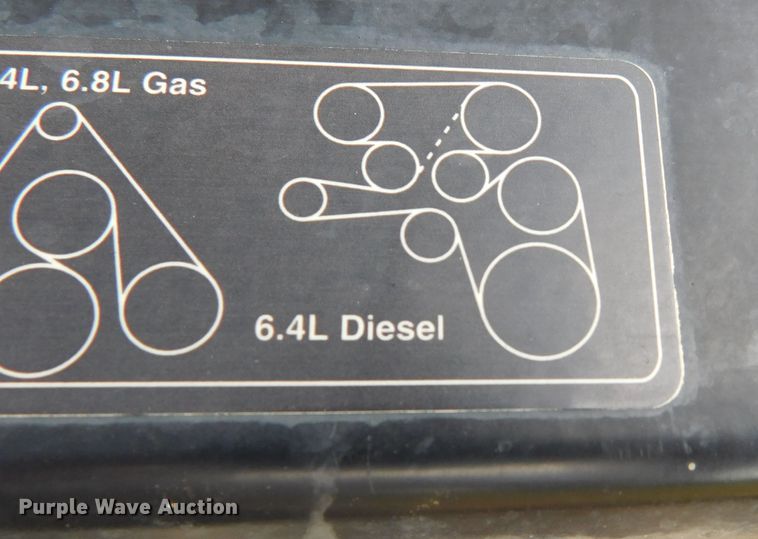 4L, 6.8L Gas
6.4L Diesel
Purple Wave Auction